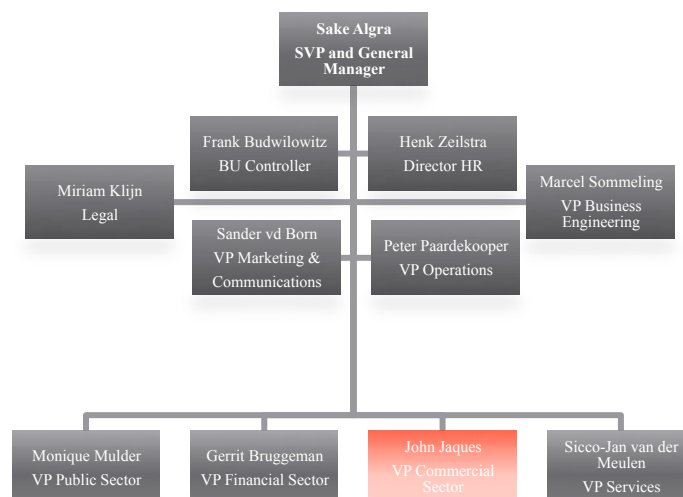 Sake Algra
SVP and General
Manager
Frank Budwilowitz
BU Controller
Henk Zeilstra
Director HR
Miriam Klijn
Legal
Marcel Sommeling
VP Business
Engineering
Sander vd Born
VP Marketing &
Communications
Peter Paardekooper
VP Operations
Monique Mulder
VP Public Sector
Gerrit Bruggeman
VP Financial Sector
John Jaques
VP Commercial
Sector
Sicco-Jan van der
Meulen
VP Services